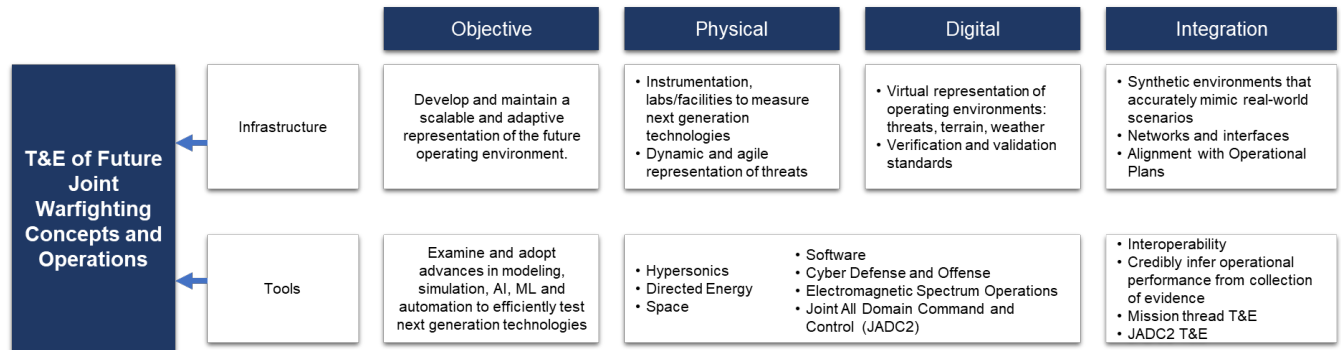 Objective
Physical
Digital
Integration
T&E of Future
Joint
Warfighting
Concepts and
Operations
Infrastructure
Develop and maintain a
scalable and adaptive
representation of the future
operating environment.
• Instrumentation,
labs/facilities to measure
next generation
technologies
• Dynamic and agile
representation of threats
• Virtual representation of
operating environments:
threats, terrain, weather
• Verification and validation
standards
• Synthetic environments that
accurately mimic real-world
scenarios
• Networks and interfaces
• Alignment with Operational
Plans
Tools
Examine and adopt
advances in modeling,
simulation, AI, ML and
automation to efficiently test
next generation technologies
• Hypersonics
• Directed Energy
• Space
• Software
• Cyber Defense and Offense
• Electromagnetic Spectrum Operations
• Joint All Domain Command and
Control (JADC2)
• Interoperability
• Credibly infer operational
performance from collection
of evidence
• Mission thread T&E
• JADC2 T&E